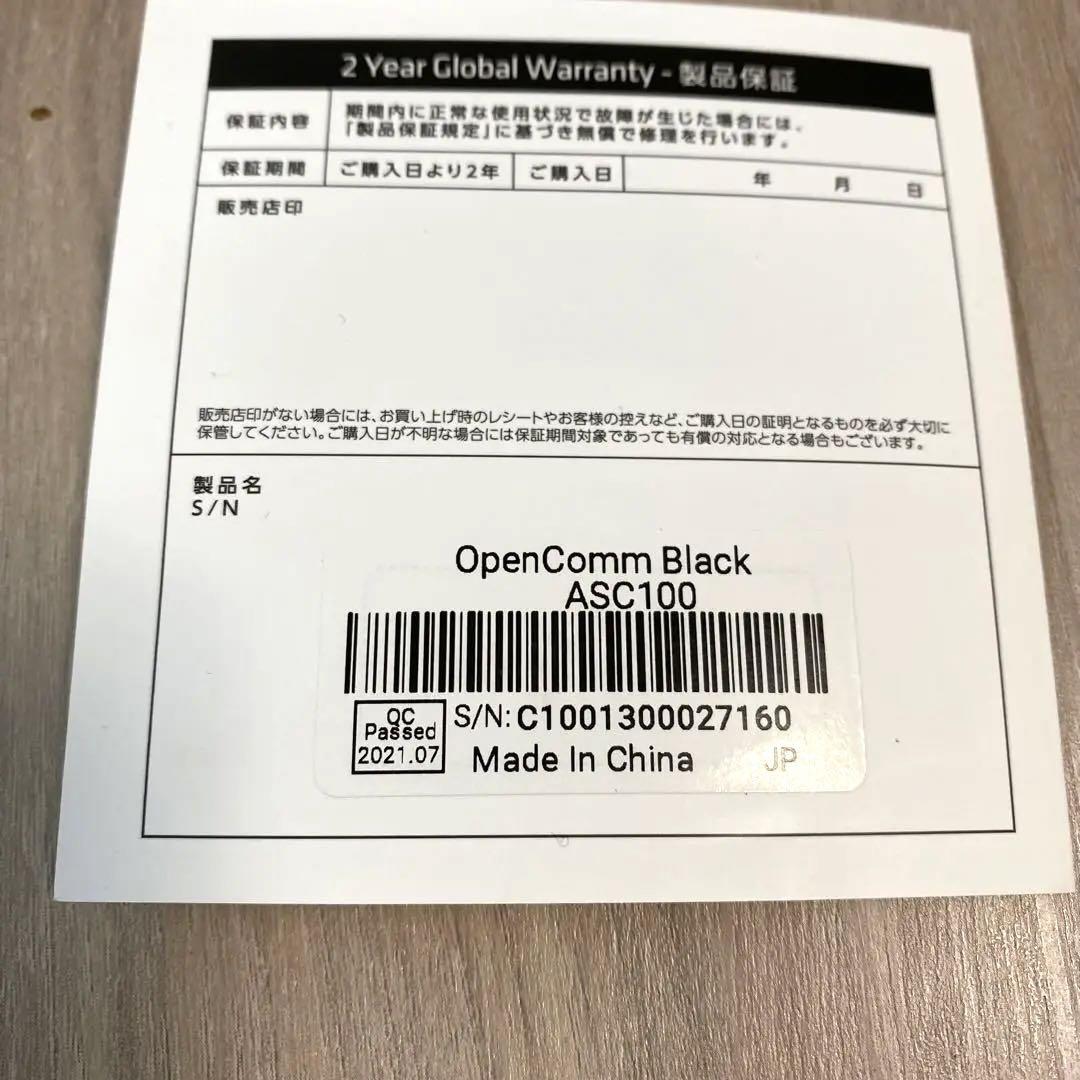 2 Year Global Warranty - 製品保証
保証内容
期間内に正常な使用状況で故障が生じた場合には、
「製品保証規定」に基づき無償で修理を行います。
保証期間 ご購入日より2年 ご購入日 年 月 日
販売店印
販売店印がない場合には、お買い上げ時のレシートやお客様の控えなど、ご購入日の証明となるものを必ず大切に
保管してください。ご購入日が不明な場合には保証期間対象であっても有償の対応となる場合もございます。
製品名
S/N
OpenComm Black
ASC100
QC
Passed
2021.07
S/N: C1001300027160
Made In China JP